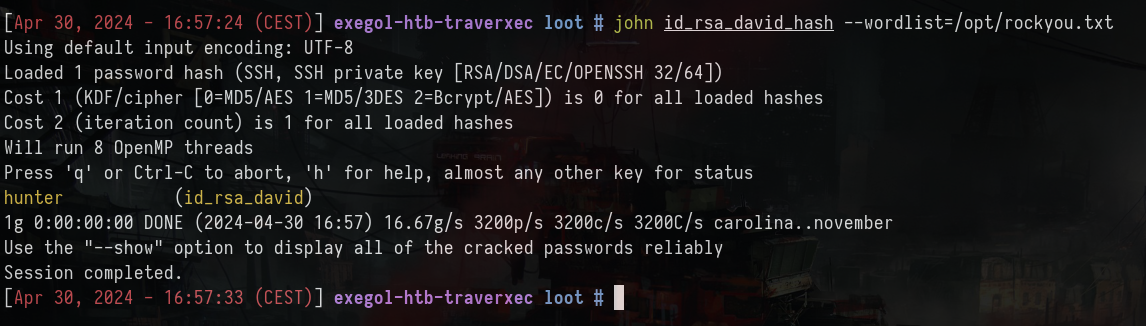 [Apr 30, 2024 - 16:57:24 (CEST)] exegol-htb-traverxec loot # john id_rsa_david_hash --wordlist=/opt/rockyou.txt
Using default input encoding: UTF-8
Loaded 1 password hash (SSH, SSH private key [RSA/DSA/EC/OPENSSH 32/64])
Cost 1 (KDF/cipher [0=MD5/AES 1=MD5/3DES 2=Bcrypt/AES]) is 0 for all loaded hashes
Cost 2 (iteration count) is 1 for all loaded hashes
Will run 8 OpenMP threads
Press 'q' or Ctrl-C to abort, 'h' for help, almost any other key for status
hunter           (id_rsa_david)
1g 0:00:00:00 DONE (2024-04-30 16:57) 16.67g/s 3200p/s 3200c/s 3200C/s carolina..november
Use the "--show" option to display all of the cracked passwords reliably
Session completed.
[Apr 30, 2024 - 16:57:33 (CEST)] exegol-htb-traverxec loot #